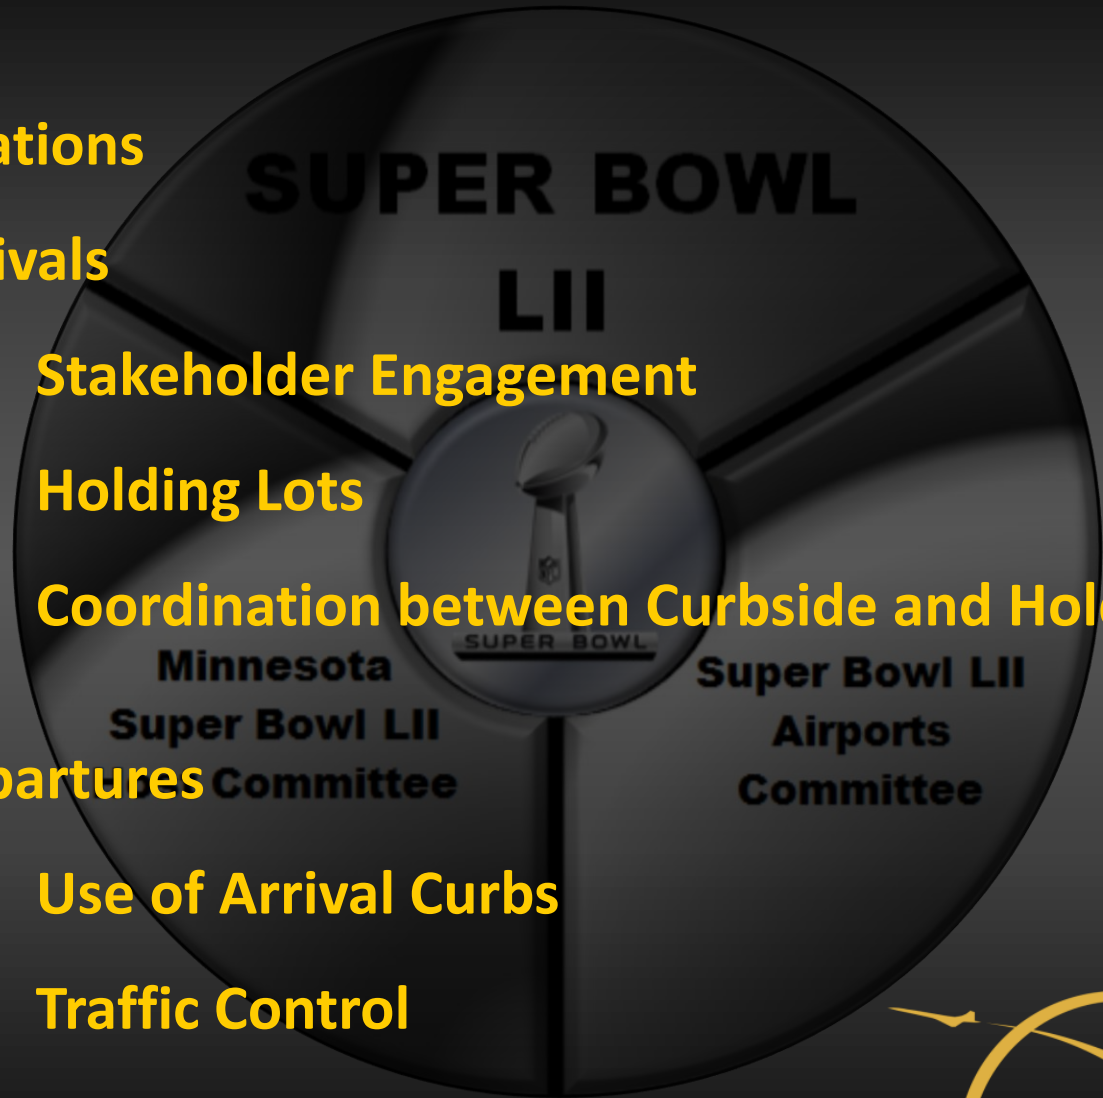 ations
SUPER BOWL
LII
ivals
Stakeholder Engagement
Holding Lots
Coordination between Curbside and Hol
SUPER BOWL
Minnesota
Super Bowl LII
Committee
Super Bowl LII
Airports
Committee
partures
Use of Arrival Curbs
Traffic Control